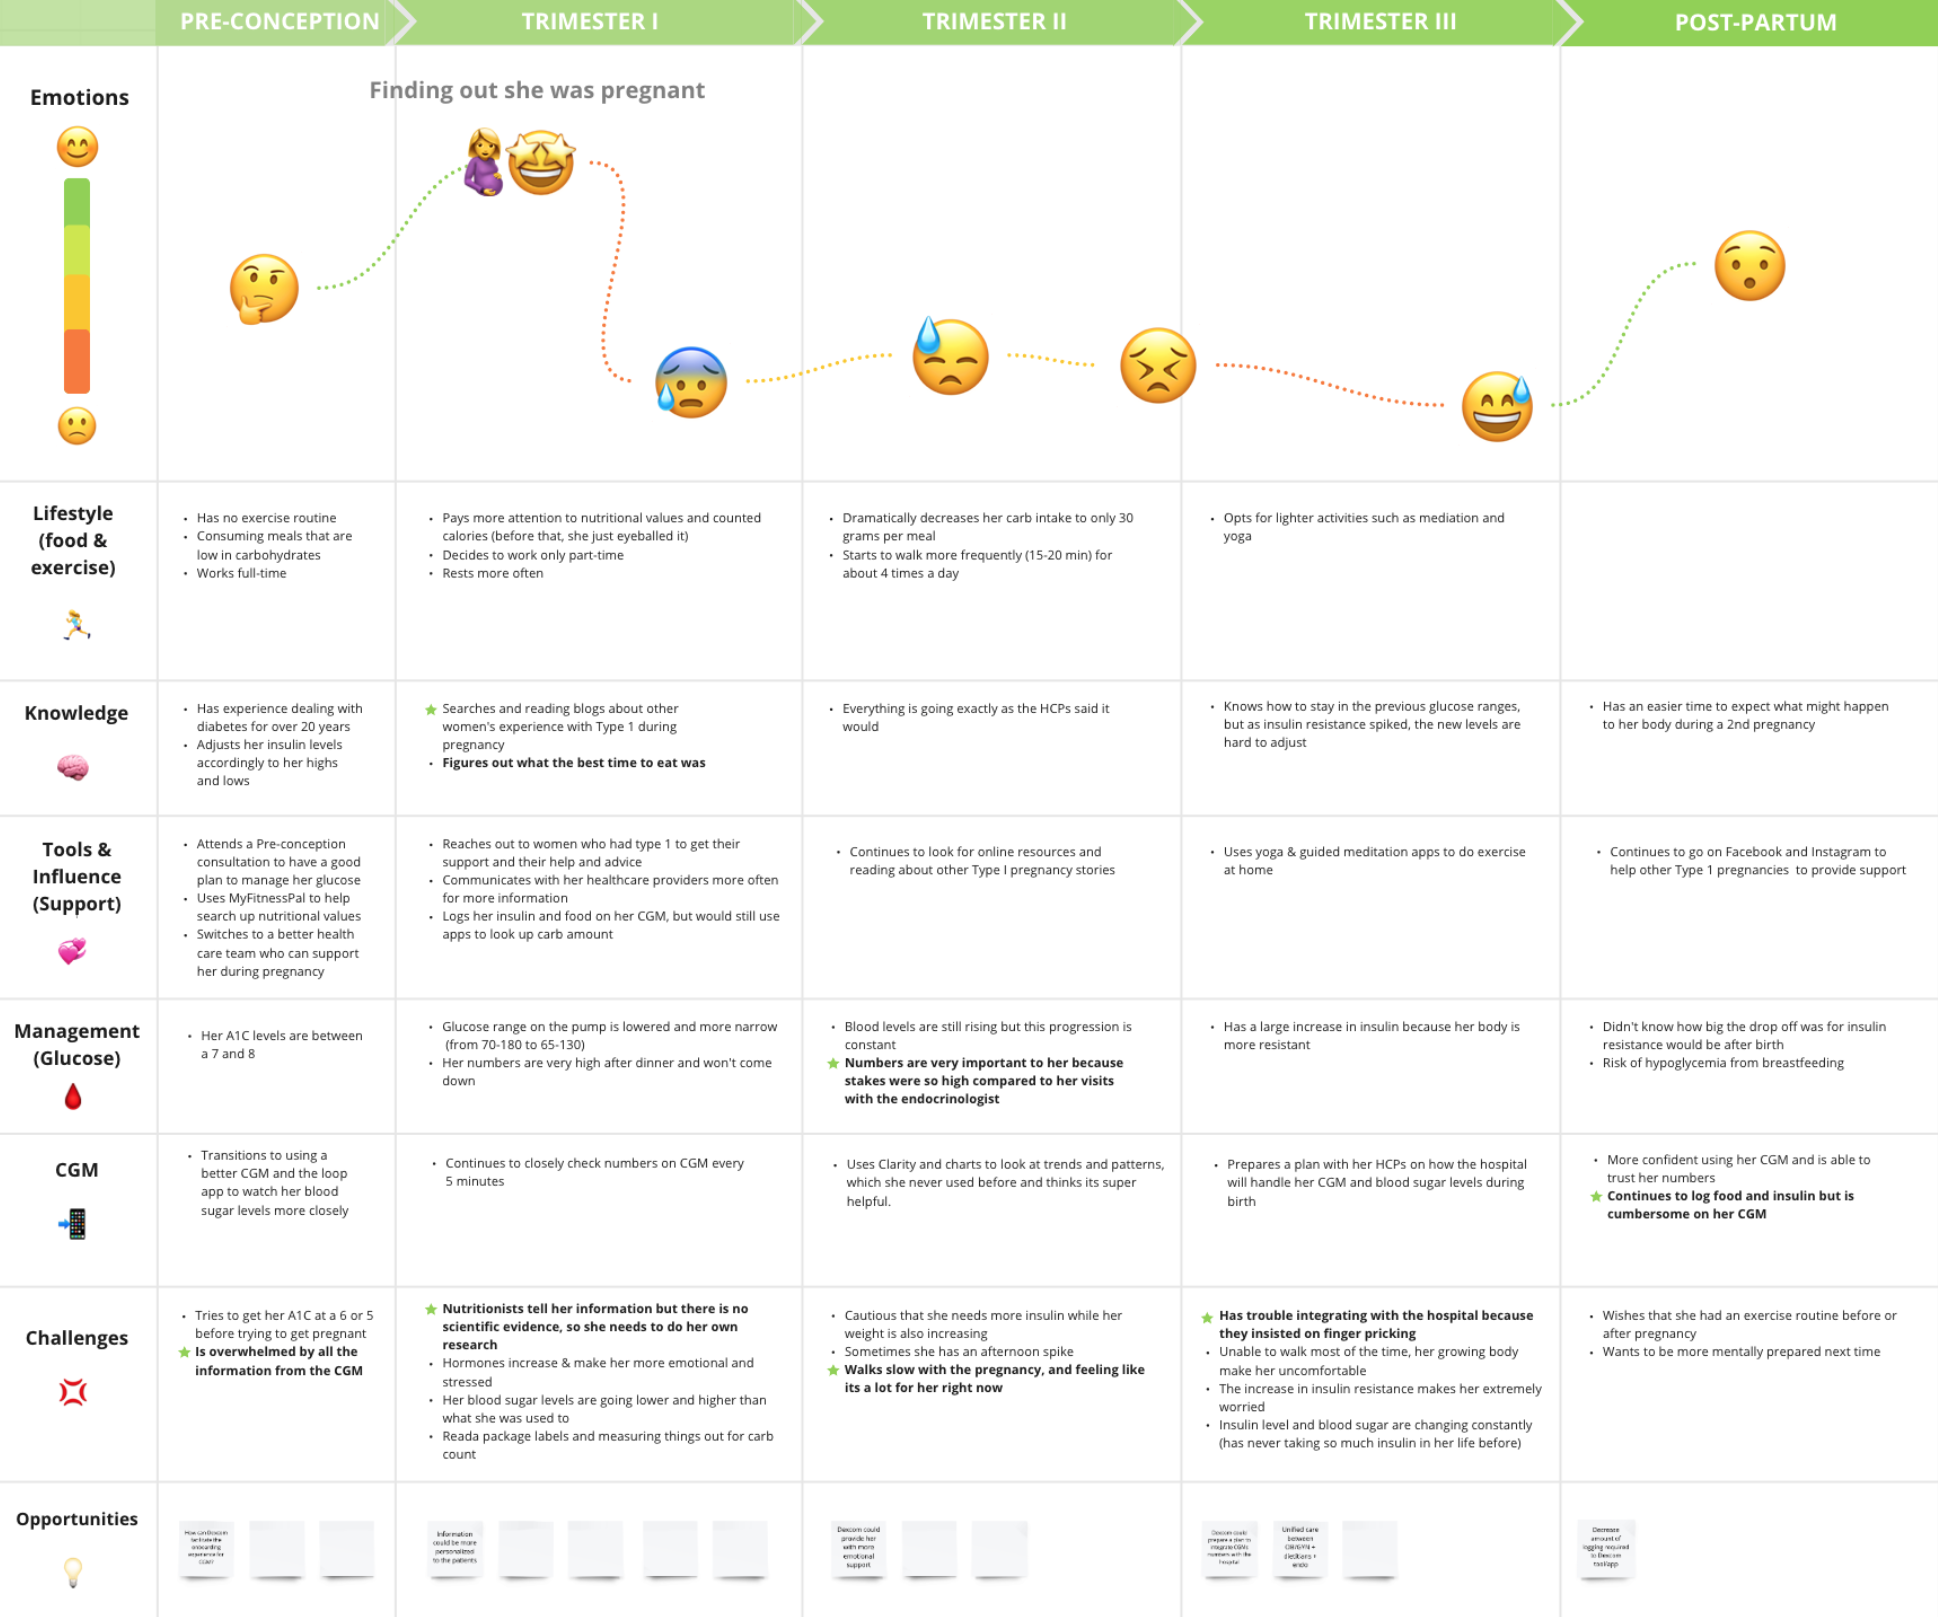 PRE-CONCEPTION
TRIMESTER I
TRIMESTER II
TRIMESTER III
POST-PARTUM
Emotions
Finding out she was pregnant
Lifestyle
(food &
exercise)
• Has no exercise routine
• Consuming meals that are
low in carbohydrates
• Works full-time
• Pays more attention to nutritional values and counted
calories (before that, she just eyeballed it)
• Decides to work only part-time
• Rests more often
• Dramatically decreases her carb intake to only 30
grams per meal
• Starts to walk more frequently (15-20 min) for
about 4 times a day
• Opts for lighter activities such as mediation and
yoga
Knowledge
• Has experience dealing with
diabetes for over 20 years
• Adjusts her insulin levels
accordingly to her highs
and lows
Searches and reading blogs about other
women's experience with Type 1 during
pregnancy
• Figures out what the best time to eat was
• Everything is going exactly as the HCPs said it
would
• Knows how to stay in the previous glucose ranges,
but as insulin resistance spiked, the new levels are
hard to adjust
• Has an easier time to expect what might happen
to her body during a 2nd pregnancy
Tools &
Influence
(Support)
• Attends a Pre-conception
consultation to have a good
plan to manage her glucose
• Uses MyFitnessPal to help
search up nutritional values
• Switches to a better health
care team who can support
her during pregnancy
• Reaches out to women who had type 1 to get their
support and their help and advice
• Communicates with her healthcare providers more often
for more information
• Logs her insulin and food on her CGM, but would still use
apps to look up carb amount
• Continues to look for online resources and
reading about other Type I pregnancy stories
• Uses yoga & guided meditation apps to do exercise
at home
• Continues to go on Facebook and Instagram to
help other Type 1 pregnancies to provide support
Management
(Glucose)
• Her A1C levels are between
a 7 and 8
• Glucose range on the pump is lowered and more narrow
(from 70-180 to 65-130)
• Her numbers are very high after dinner and won't come
down
• Blood levels are still rising but this progression is
constant
Numbers are very important to her because
stakes were so high compared to her visits
with the endocrinologist
• Has a large increase in insulin because her body is
more resistant
• Didn't know how big the drop off was for insulin
resistance would be after birth
• Risk of hypoglycemia from breastfeeding
CGM
• Transitions to using a
better CGM and the loop
app to watch her blood
sugar levels more closely
• Continues to closely check numbers on CGM every
5 minutes
• Uses Clarity and charts to look at trends and patterns,
which she never used before and thinks its super
helpful.
• Prepares a plan with her HCPs on how the hospital
will handle her CGM and blood sugar levels during
birth
• More confident using her CGM and is able to
trust her numbers
Continues to log food and insulin but is
cumbersome on her CGM
Challenges
• Tries to get her A1C at a 6 or 5
before trying to get pregnant
Is overwhelmed by all the
information from the CGM
Nutritionists tell her information but there is no
scientific evidence, so she needs to do her own
research
• Hormones increase & make her more emotional and
stressed
• Her blood sugar levels are going lower and higher than
what she was used to
• Reada package labels and measuring things out for carb
count
• Cautious that she needs more insulin while her
weight is also increasing
• Sometimes she has an afternoon spike
Walks slow with the pregnancy, and feeling like
its a lot for her right now
Has trouble integrating with the hospital because
they insisted on finger pricking
• Unable to walk most of the time, her growing body
make her uncomfortable
• The increase in insulin resistance makes her extremely
worried
• Insulin level and blood sugar are changing constantly
(has never taking so much insulin in her life before)
• Wishes that she had an exercise routine before or
after pregnancy
• Wants to be more mentally prepared next time
Opportunities
How can Dexcom
facilitate the
onboarding
experience for
CGM?
Information
could be more
personalized
to the patients
Dexcom could
provide her
with more
emotional
support
Dexcom could
prepare a plan to
integrate CGMs
monitors with the
hospital
Unified care
between
OB/GYN +
dietitians +
endo
Decrease
amount of
logging required
to Dexcom
tool/app